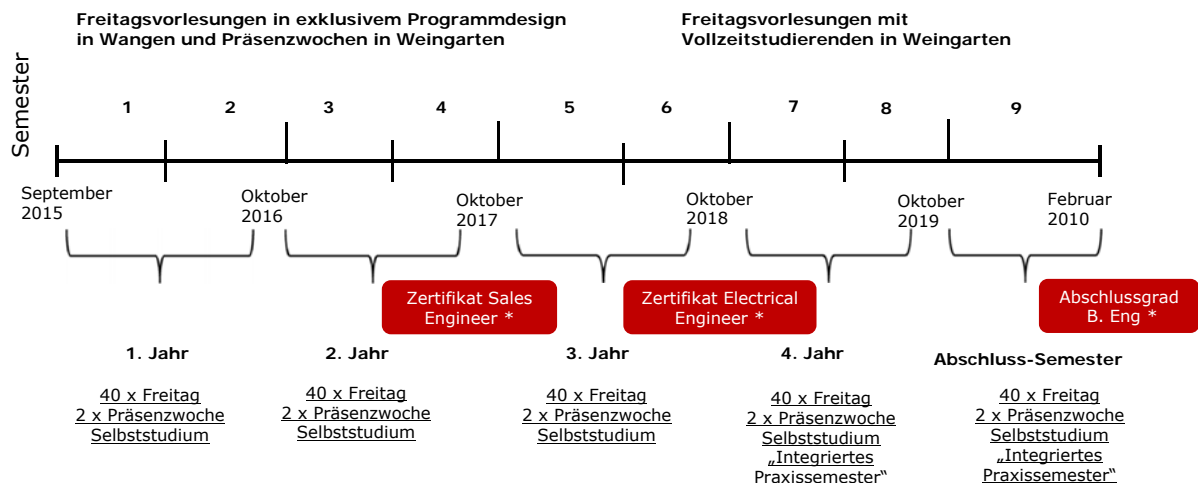 Freitagsvorlesungen in exklusivem Programmdesign
in Wangen und Präsenzwochen in Weingarten
Freitagsvorlesungen mit
Vollzeitstudierenden in Weingarten
Semester
1
2
3
4
5
6
7
8
9
September
2015
Oktober
2016
Oktober
2017
Oktober
2018
Oktober
2019
Februar
2010
Zertifikat Sales
Engineer *
Zertifikat Electrical
Engineer *
Abschlussgrad
B. Eng *
1. Jahr
40 x Freitag
2 x Präsenzwoche
Selbststudium
2. Jahr
40 x Freitag
2 x Präsenzwoche
Selbststudium
3. Jahr
40 x Freitag
2 x Präsenzwoche
Selbststudium
4. Jahr
40 x Freitag
2 x Präsenzwoche
Selbststudium
„Integriertes
Praxissemester“
Abschluss-Semester
40 x Freitag
2 x Präsenzwoche
Selbststudium
„Integriertes
Praxissemester“